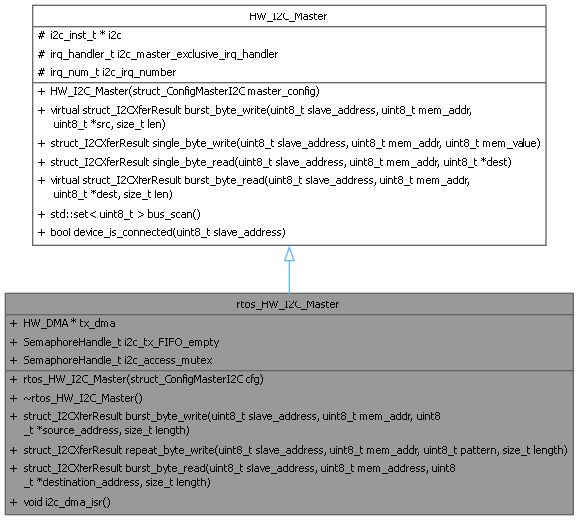 HW_I2C_Master
# i2c_inst_t * i2c
# irq_handler_t i2c_master_exclusive_irq_handler
# irq_num_t i2c_irq_number
+ HW_I2C_Master(struct_ConfigMasterI2C master_config)
+ virtual struct_I2CXferResult burst_byte_write(uint8_t slave_address, uint8_t mem_addr,
uint8_t *src, size_t len)
+ struct_I2CXferResult single_byte_write(uint8_t slave_address, uint8_t mem_addr, uint8_t mem_value)
+ struct_I2CXferResult single_byte_read(uint8_t slave_address, uint8_t mem_addr, uint8_t *dest)
+ virtual struct_I2CXferResult burst_byte_read(uint8_t slave_address, uint8_t mem_addr,
uint8_t *dest, size_t len)
+ std::set< uint8_t > bus_scan()
+ bool device_is_connected(uint8_t slave_address)
rtos_HW_I2C_Master
+ HW_DMA * tx_dma
+ SemaphoreHandle_t i2c_tx_FIFO_empty
+ SemaphoreHandle_t i2c_access_mutex
+ rtos_HW_I2C_Master(struct_ConfigMasterI2C cfg)
+ ~rtos_HW_I2C_Master()
+ struct_I2CXferResult burst_byte_write(uint8_t slave_address, uint8_t mem_addr, uint8
_t *source_address, size_t length)
+ struct_I2CXferResult repeat_byte_write(uint8_t slave_address, uint8_t mem_addr, uint8_t pattern, size_t length)
+ struct_I2CXferResult burst_byte_read(uint8_t slave_address, uint8_t mem_address, uint8
_t *destination_address, size_t length)
+ void i2c_dma_isr()